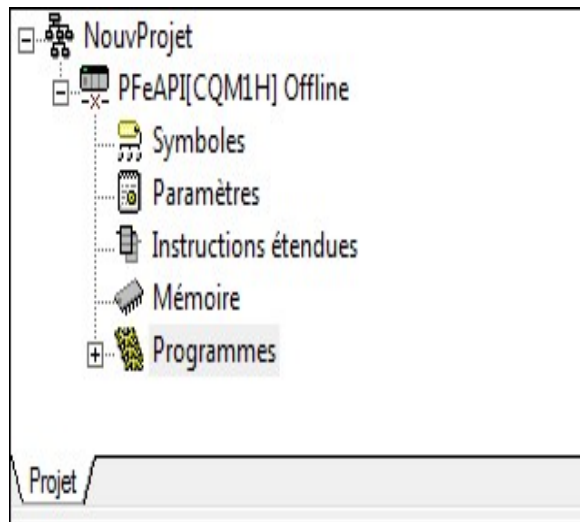 NouvProjet
PFeAPI[CQM1H] Offline
Symboles
Paramètres
Instructions étendues
Mémoire
Programmes
Projet